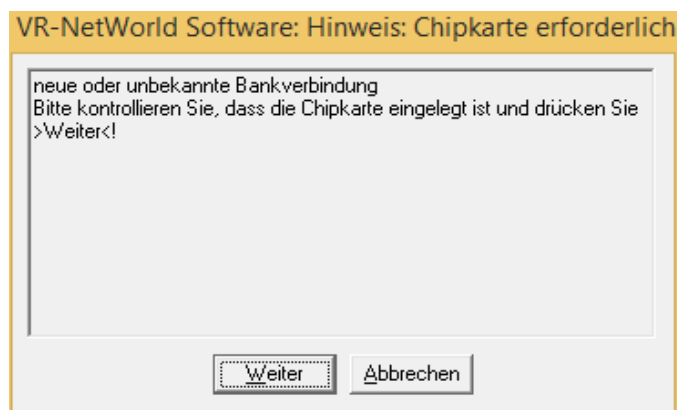 VR-NetWorld Software: Hinweis: Chipkarte erforderlich
neue oder unbekannte Bankverbindung
Bitte kontrollieren Sie, dass die Chipkarte eingelegt ist und drücken Sie
>Weiter<!
Weiter Abbrechen